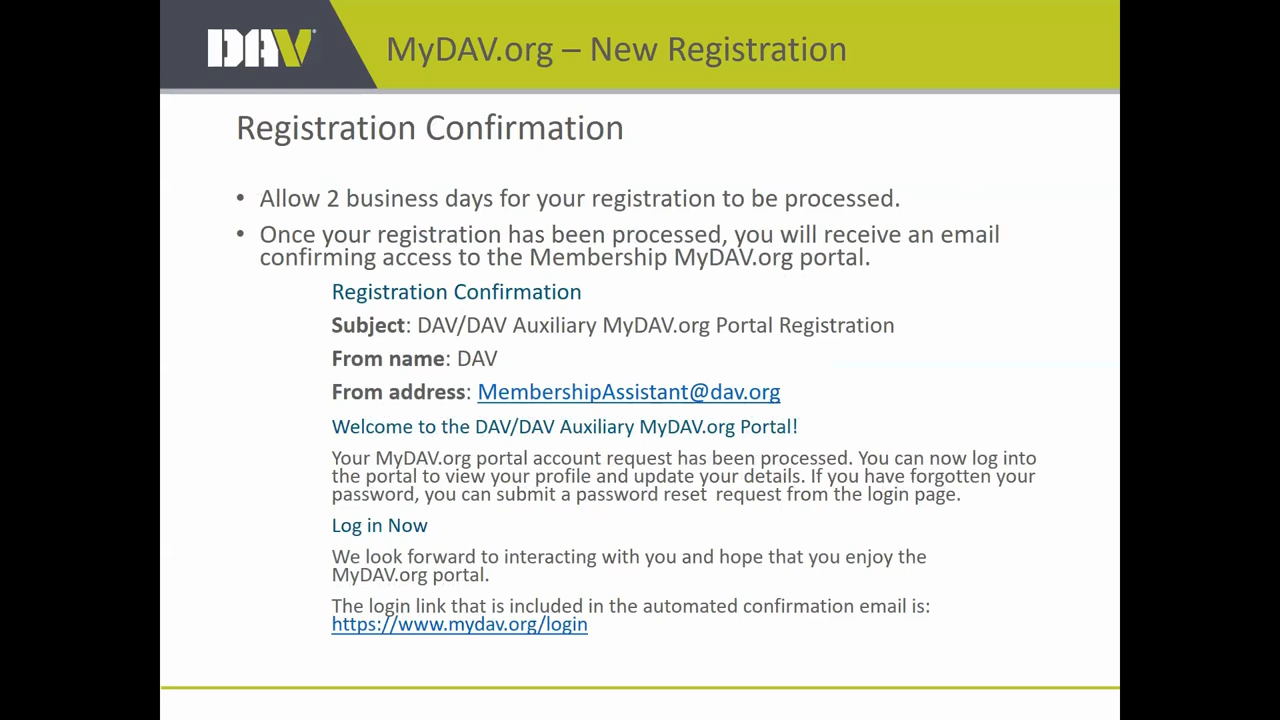 DAV
MyDAV.org – New Registration
Registration Confirmation
• Allow 2 business days for your registration to be processed.
• Once your registration has been processed, you will receive an email
confirming access to the Membership MyDAV.org portal.
Registration Confirmation
Subject: DAV/DAV Auxiliary MyDAV.org Portal Registration
From name: DAV
From address: MembershipAssistant@dav.org
Welcome to the DAV/DAV Auxiliary MyDAV.org Portal!
Your MyDAV.org portal account request has been processed. You can now log into
the portal to view your profile and update your details. If you have forgotten your
password, you can submit a password reset request from the login page.
Log in Now
We look forward to interacting with you and hope that you enjoy the
MyDAV.org portal.
The login link that is included in the automated confirmation email is:
https://www.mydav.org/login